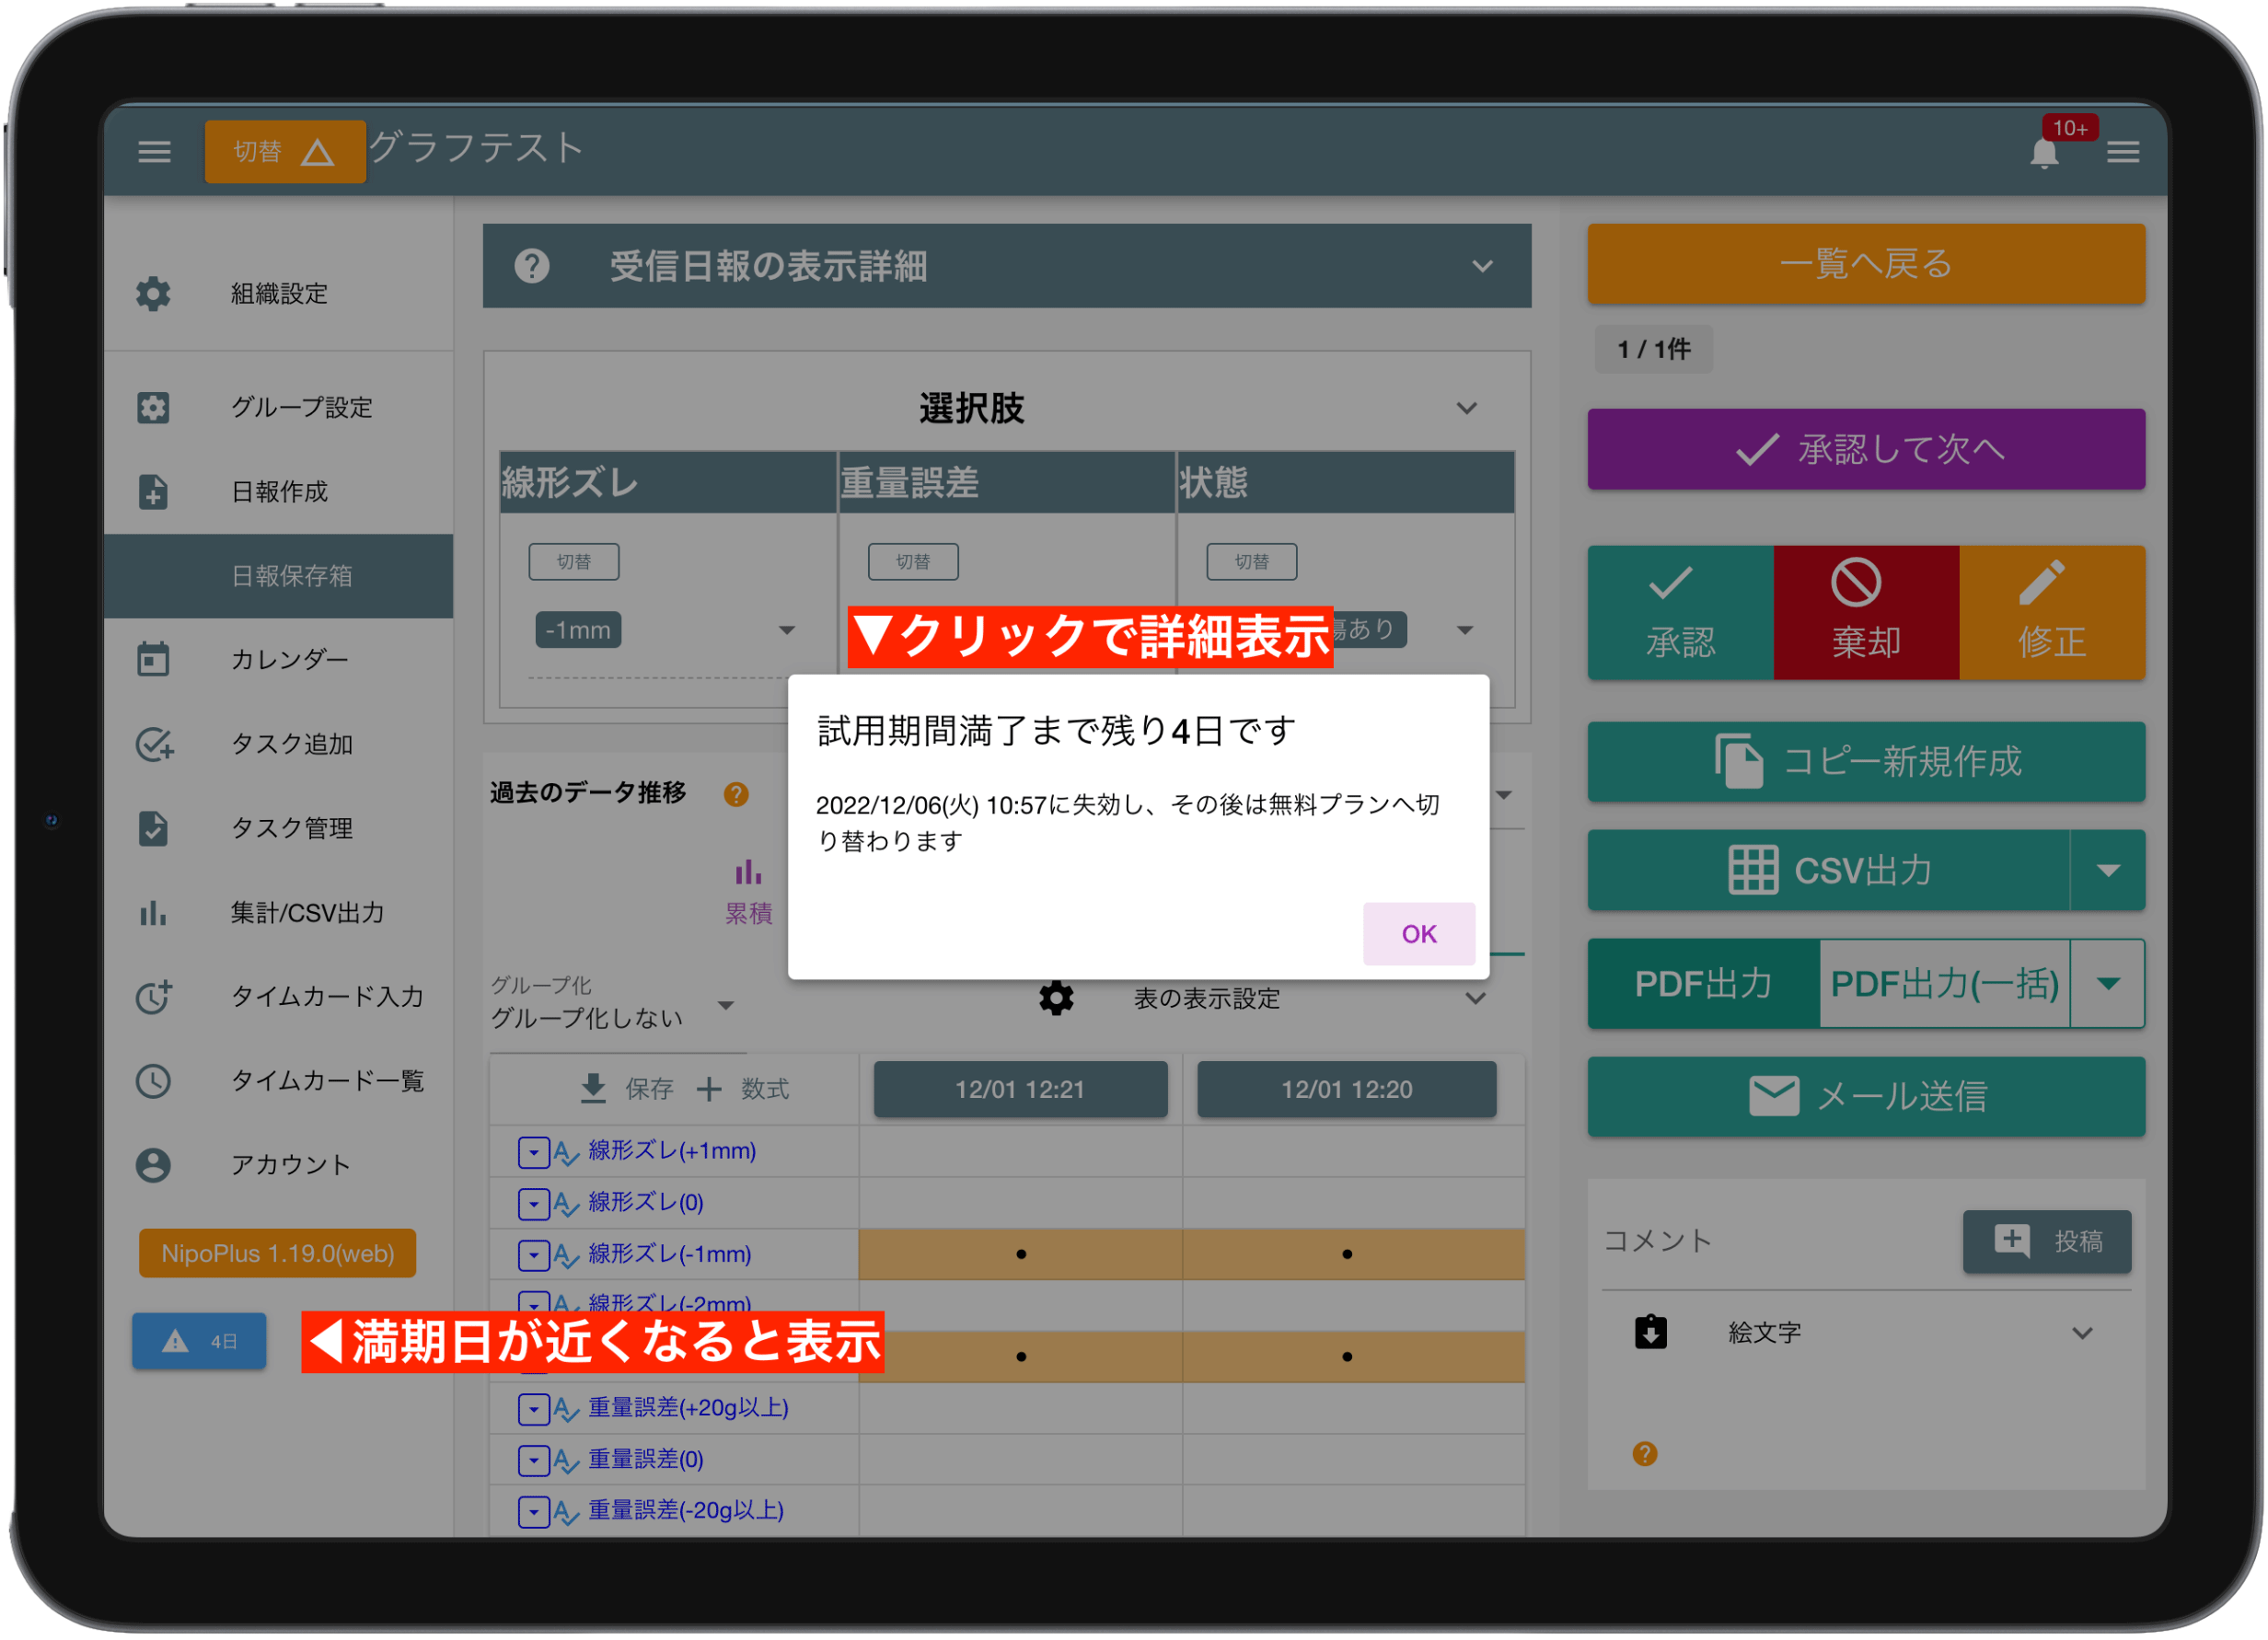 切替
グラフテスト
10+
組織設定
グループ設定
日報作成
日報保存箱
カレンダー
タスク追加
タスク管理
集計/CSV出力
タイムカード入力
タイムカード一覧
アカウント
NipoPlus 1.19.0(web)
4日
◀満期日が近くなると表示
受信日報の表示詳細
選択肢
線形ズレ 重量誤差 状態
切替 切替 切替
-1mm 傷あり
▼クリックで詳細表示
試用期間満了まで残り4日です
2022/12/06(火) 10:57に失効し、その後は無料プランへ切
り替わります
OK
過去のデータ推移
累積
グループ化
グループ化しない
表の表示設定
保存 数式 12/01 12:21 12/01 12:20
線形ズレ(+1mm)
線形ズレ(0)
線形ズレ(-1mm)
線形ズレ(-2mm)
重量誤差(+20g以上)
重量誤差(0)
重量誤差(-20g以上)
一覧へ戻る
1 / 1件
承認して次へ
承認 棄却 修正
コピー新規作成
CSV出力
PDF出力 PDF出力(一括)
メール送信
コメント 投稿
絵文字